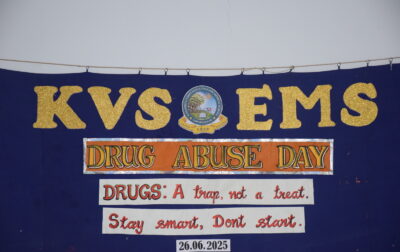 KVS EMS
DRUG ABUSE DAY
DRUGS: A trap, not a treat.
Stay smart, Dont start.
26.06.2025